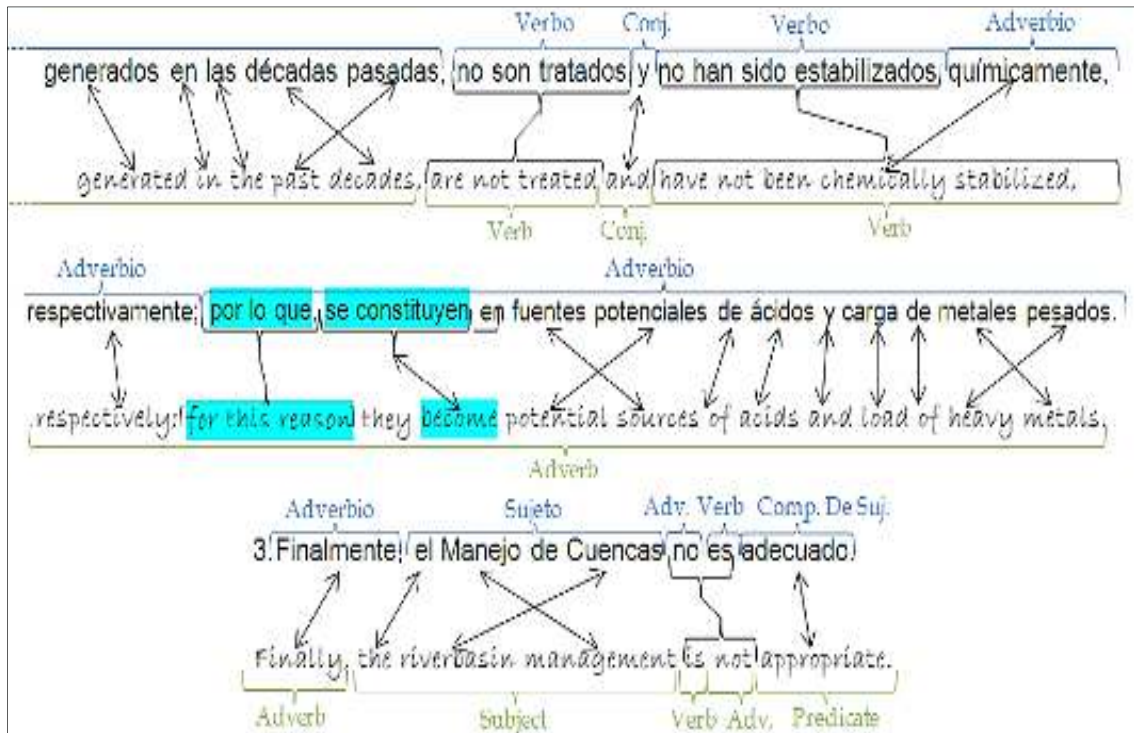 Verbo Conj. Verbo Adverbio
generados en las décadas pasadas, no son tratados y no han sido estabilizados, químicamente,
generated in the past decades, are not treated and have not been chemically stabilized,
Verb Conj. Verb
Adverbio Adverbio
respectivamente; por lo que, se constituyen en fuentes potenciales de ácidos y carga de metales pesados.
respectively; for this reason they become potential sources of acids and load of heavy metals,
Adverb
Adverbio Sujeto Adv. Verb Comp. De Suj.
3. Finalmente, el Manejo de Cuencas no es adecuado.
Finally, the riverbasin management is not appropriate.
Adverb Subject Verb Adv. Predicate